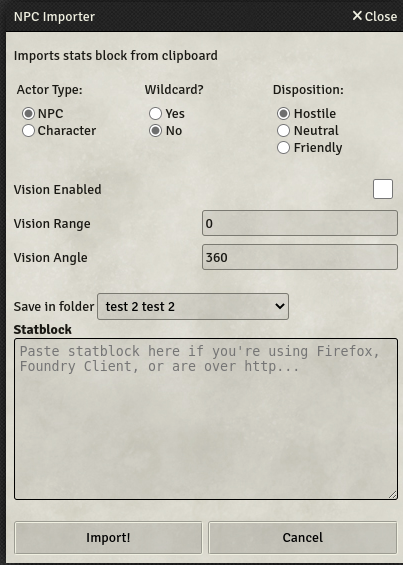 NPC Importer
Close
Imports stats block from clipboard
Actor Type: Wildcard? Disposition:
NPC Yes Hostile
Character No Neutral
Friendly
Vision Enabled
Vision Range 0
Vision Angle 360
Save in folder test 2 test 2
Statblock
Paste statblock here if you're using Firefox,
Foundry Client, or are over http...
Import! Cancel